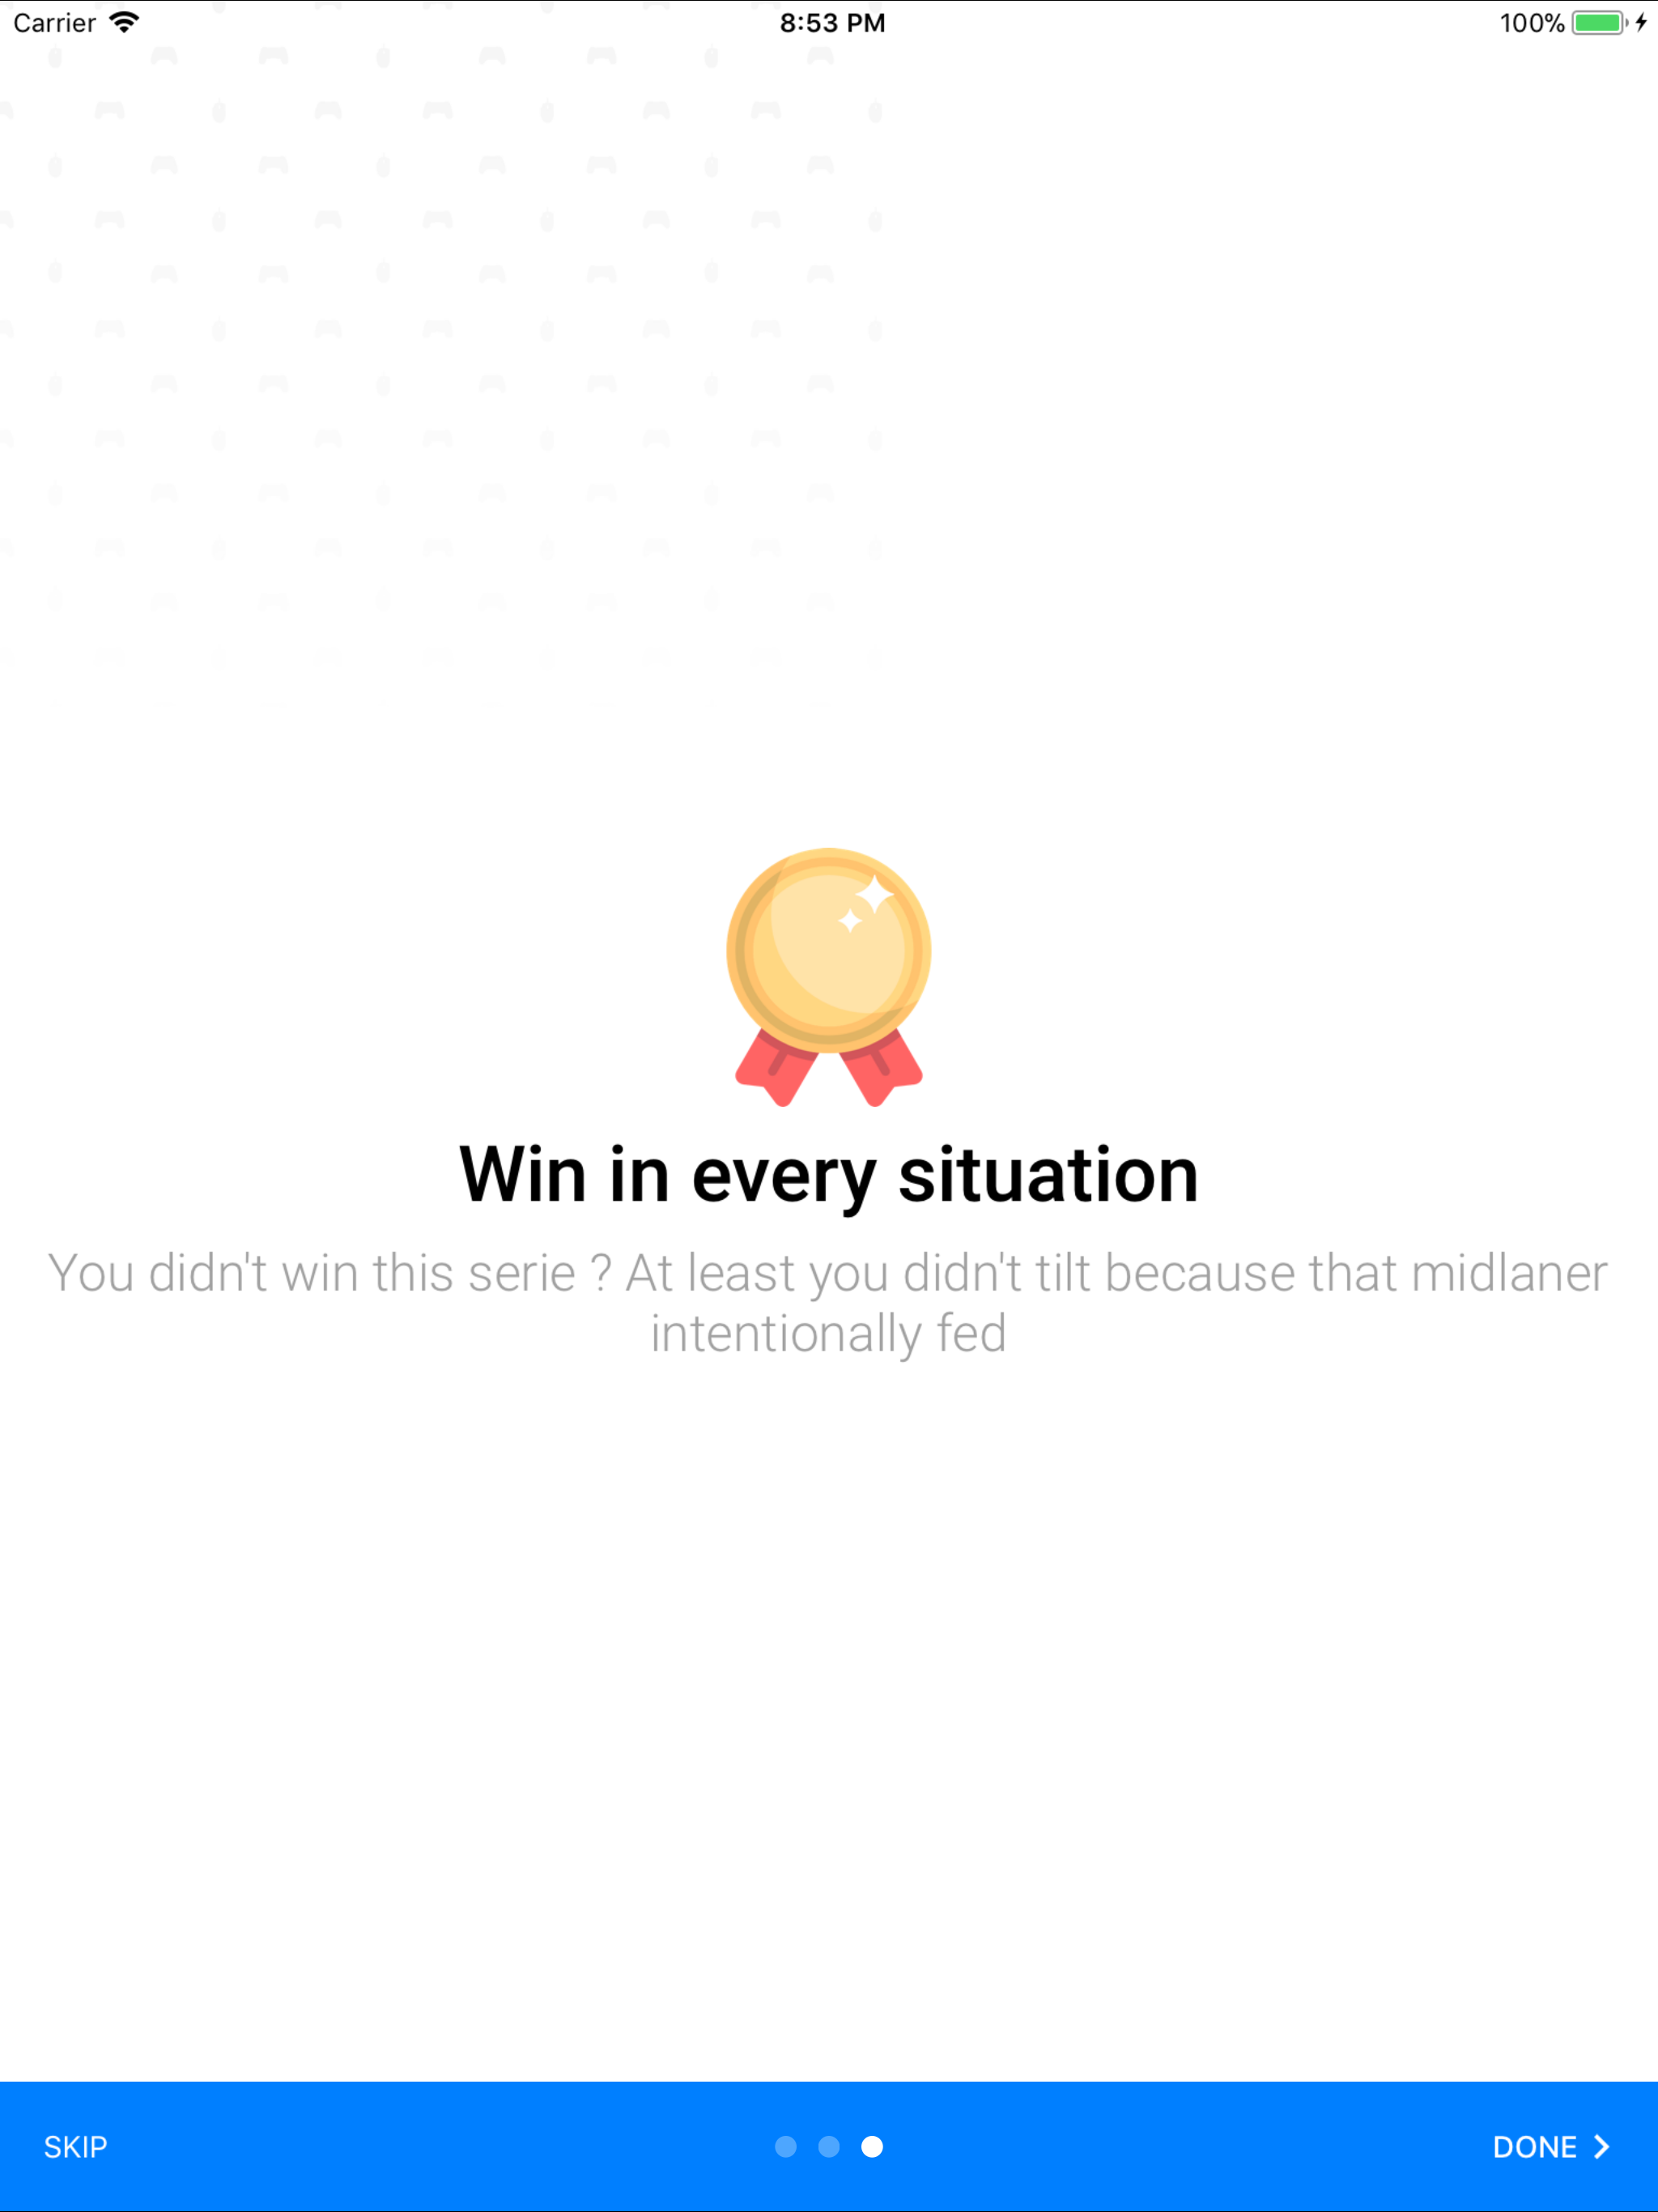 Carrier 8:53 PM 100%
Win in every situation
You didn't win this serie ? At least you didn't tilt because that midlaner
intentionally fed
SKIP DONE